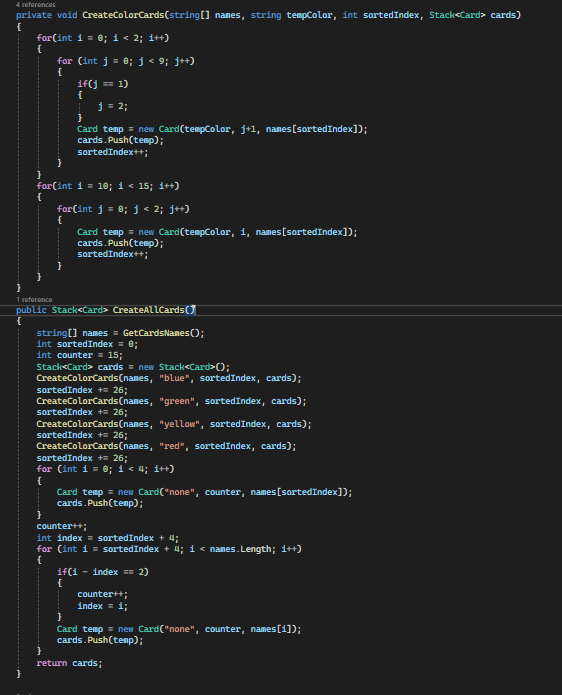 4 references
private void CreateColorCards(string[] names, string tempColor, int sortedIndex, Stack<Card> cards)
{
for(int i = 0; i < 2; i++)
{
for (int j = 0; j < 9; j++)
{
if(j == 1)
{
j = 2;
}
Card temp = new Card(tempColor, j+1, names[sortedIndex]);
cards.Push(temp);
sortedIndex++;
}
}
for(int i = 10; i < 15; i++)
{
for(int j = 0; j < 2; j++)
{
Card temp = new Card(tempColor, i, names[sortedIndex]);
cards.Push(temp);
sortedIndex++;
}
}
}
1 reference
public Stack<Card> CreateAllCards()
{
string[] names = GetCardsNames();
int sortedIndex = 0;
int counter = 15;
Stack<Card> cards = new Stack<Card>();
CreateColorCards(names, "blue", sortedIndex, cards);
sortedIndex += 26;
CreateColorCards(names, "green", sortedIndex, cards);
sortedIndex += 26;
CreateColorCards(names, "yellow", sortedIndex, cards);
sortedIndex += 26;
CreateColorCards(names, "red", sortedIndex, cards);
sortedIndex += 26;
for (int i = 0; i < 4; i++)
{
Card temp = new Card("none", counter, names[sortedIndex]);
cards.Push(temp);
}
counter++;
int index = sortedIndex + 4;
for (int i = sortedIndex + 4; i < names.Length; i++)
{
if(i - index == 2)
{
counter++;
index = i;
}
Card temp = new Card("none", counter, names[i]);
cards.Push(temp);
}
return cards;
}